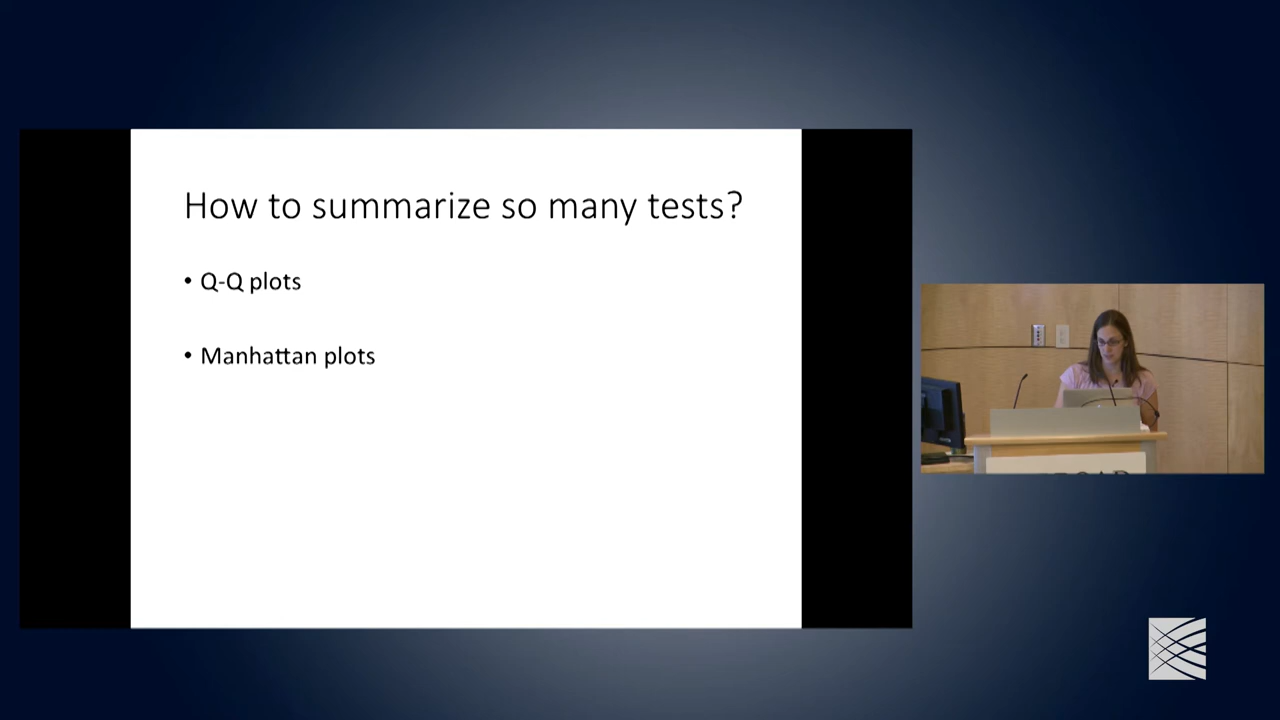 How to summarize so many tests?
• Q-Q plots
• Manhattan plots